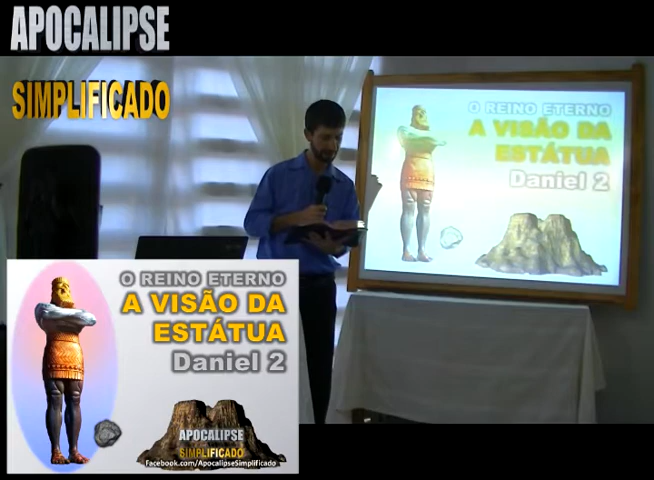 APOCALIPSE
SIMPLIFICADO
O REINO ETERNO
A VISÃO DA
ESTÁTUA
Daniel 2
O REINO ETERNO
A VISÃO DA
ESTÁTUA
Daniel 2
APOCALIPSE
SIMPLIFICADO
Facebook.com/ApocalipseSimplificado